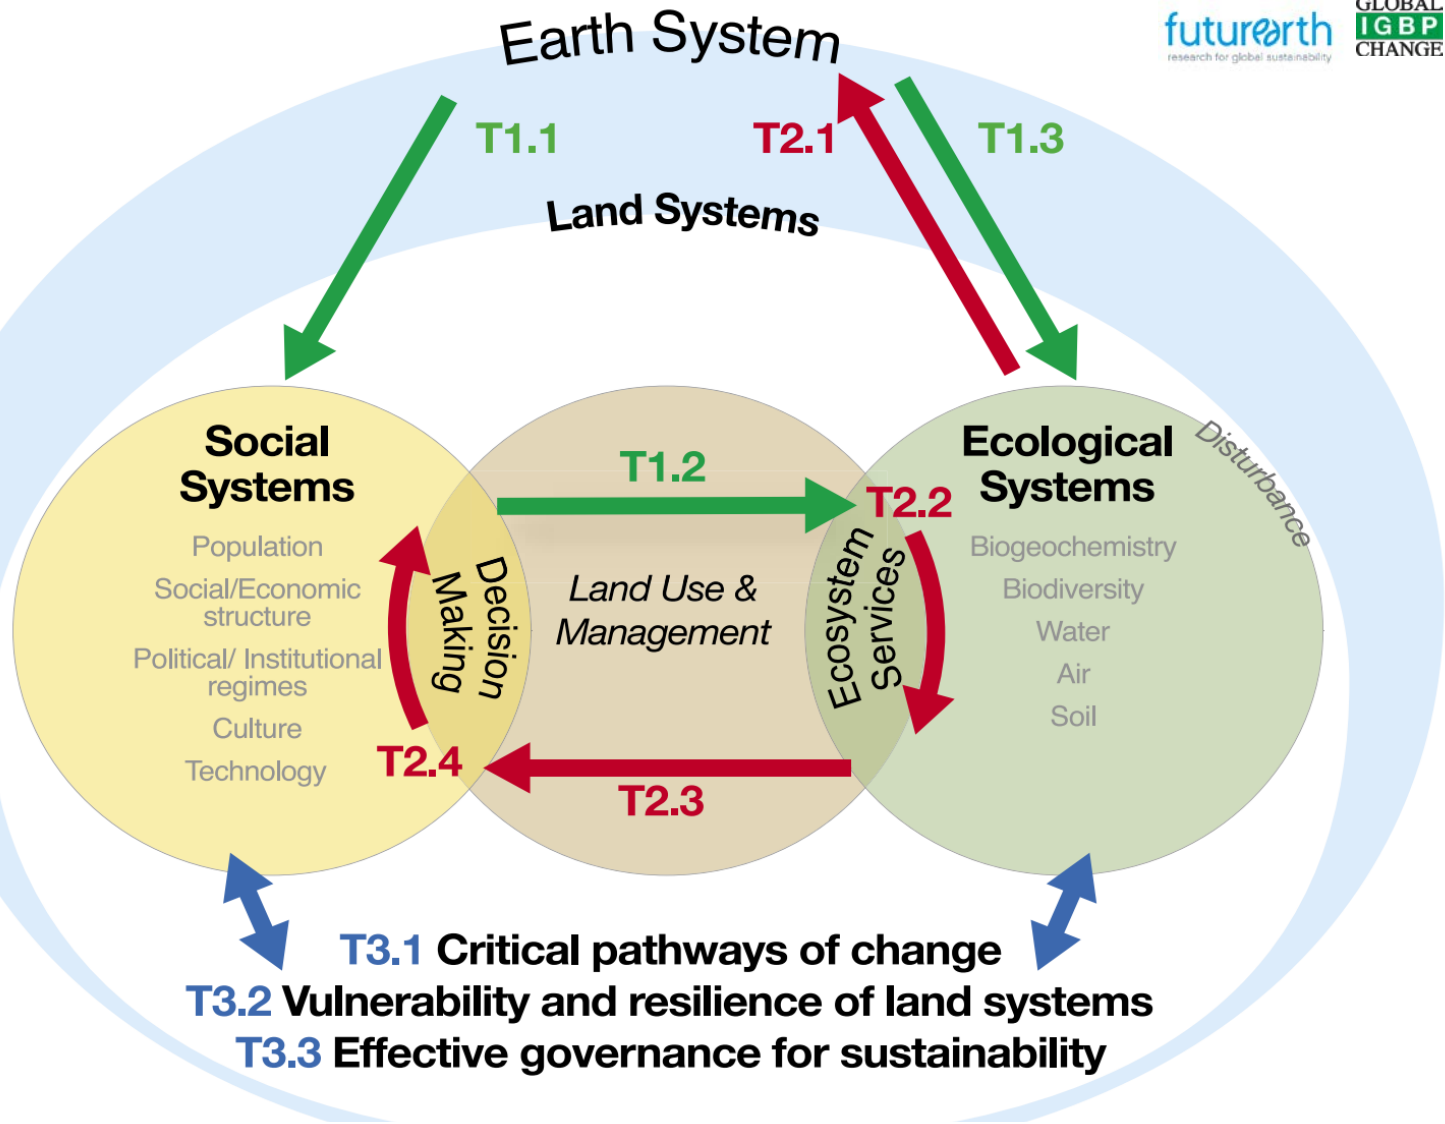 Earth System
futurearth
research for global sustainability
GLOBAL
IGBP
CHANGE
T1.1
T2.1
T1.3
Land Systems
Social
Systems
Population
Social/Economic
structure
Political/ Institutional
regimes
Culture
Technology
Decision
Making
T1.2
Land Use &
Management
T2.3
T2.4
T2.2
Ecosystem
Services
Ecological
Systems
Biogeochemistry
Biodiversity
Water
Air
Soil
Disturbance
T3.1 Critical pathways of change
T3.2 Vulnerability and resilience of land systems
T3.3 Effective governance for sustainability